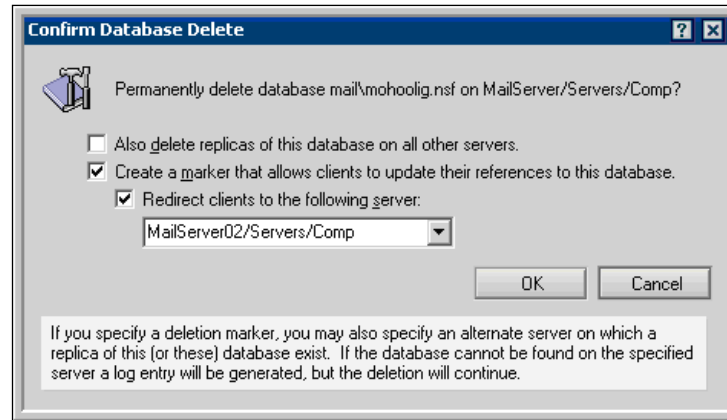 Confirm Database Delete
Permanently delete database mail\mohoolig.nsf on MailServer/Servers/Comp?
Also delete replicas of this database on all other servers.
Create a marker that allows clients to update their references to this database.
Redirect clients to the following server:
MailServer02/Servers/Comp
OK
Cancel
If you specify a deletion marker, you may also specify an alternate server on which a
replica of this (or these) database exist. If the database cannot be found on the specified
server a log entry will be generated, but the deletion will continue.